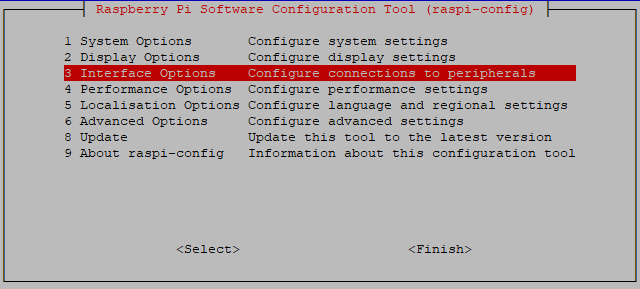 Raspberry Pi Software Configuration Tool (raspi-config)
1 System Options Configure system settings
2 Display Options Configure display settings
3 Interface Options Configure connections to peripherals
4 Performance Options Configure performance settings
5 Localisation Options Configure language and regional settings
6 Advanced Options Configure advanced settings
8 Update Update this tool to the latest version
9 About raspi-config Information about this configuration tool
<Select> <Finish>